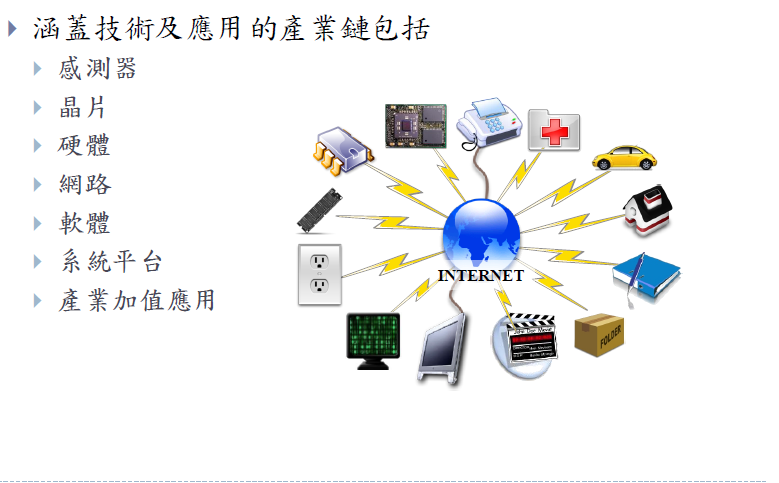 涵蓋技術及應用的產業鏈包括
感測器
晶片
硬體
網路
軟體
系統平台
產業加值應用
INTERNET
FOLDER